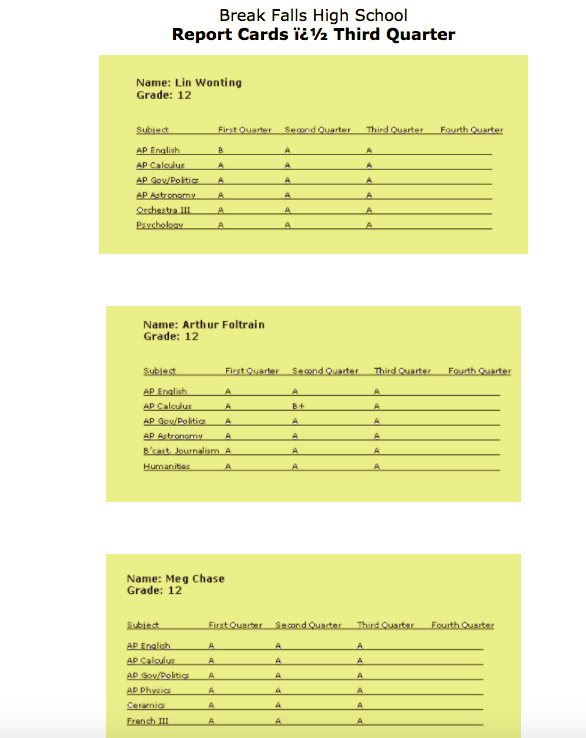 Break Falls High School
Report Cards ï¿½ Third Quarter
Name: Lin Wonting
Grade: 12
Subject First Quarter Second Quarter Third Quarter Fourth Quarter
AP English B A A
AP Calculus A A A
AP Gov/Politics A A A
AP Astronomy A A A
Orchestra III A A A
Psychology A A A
Name: Arthur Foltrain
Grade: 12
Subject First Quarter Second Quarter Third Quarter Fourth Quarter
AP English A A A
AP Calculus A B+ A
AP Gov/Politics A A A
AP Astronomy A A A
B'cast. Journalism A A A
Humanities A A A
Name: Meg Chase
Grade: 12
Subject First Quarter Second Quarter Third Quarter Fourth Quarter
AP English A A A
AP Calculus A A A
AP Gov/Politics A A A
AP Physics A A A
Ceramics A A A
French III A A A